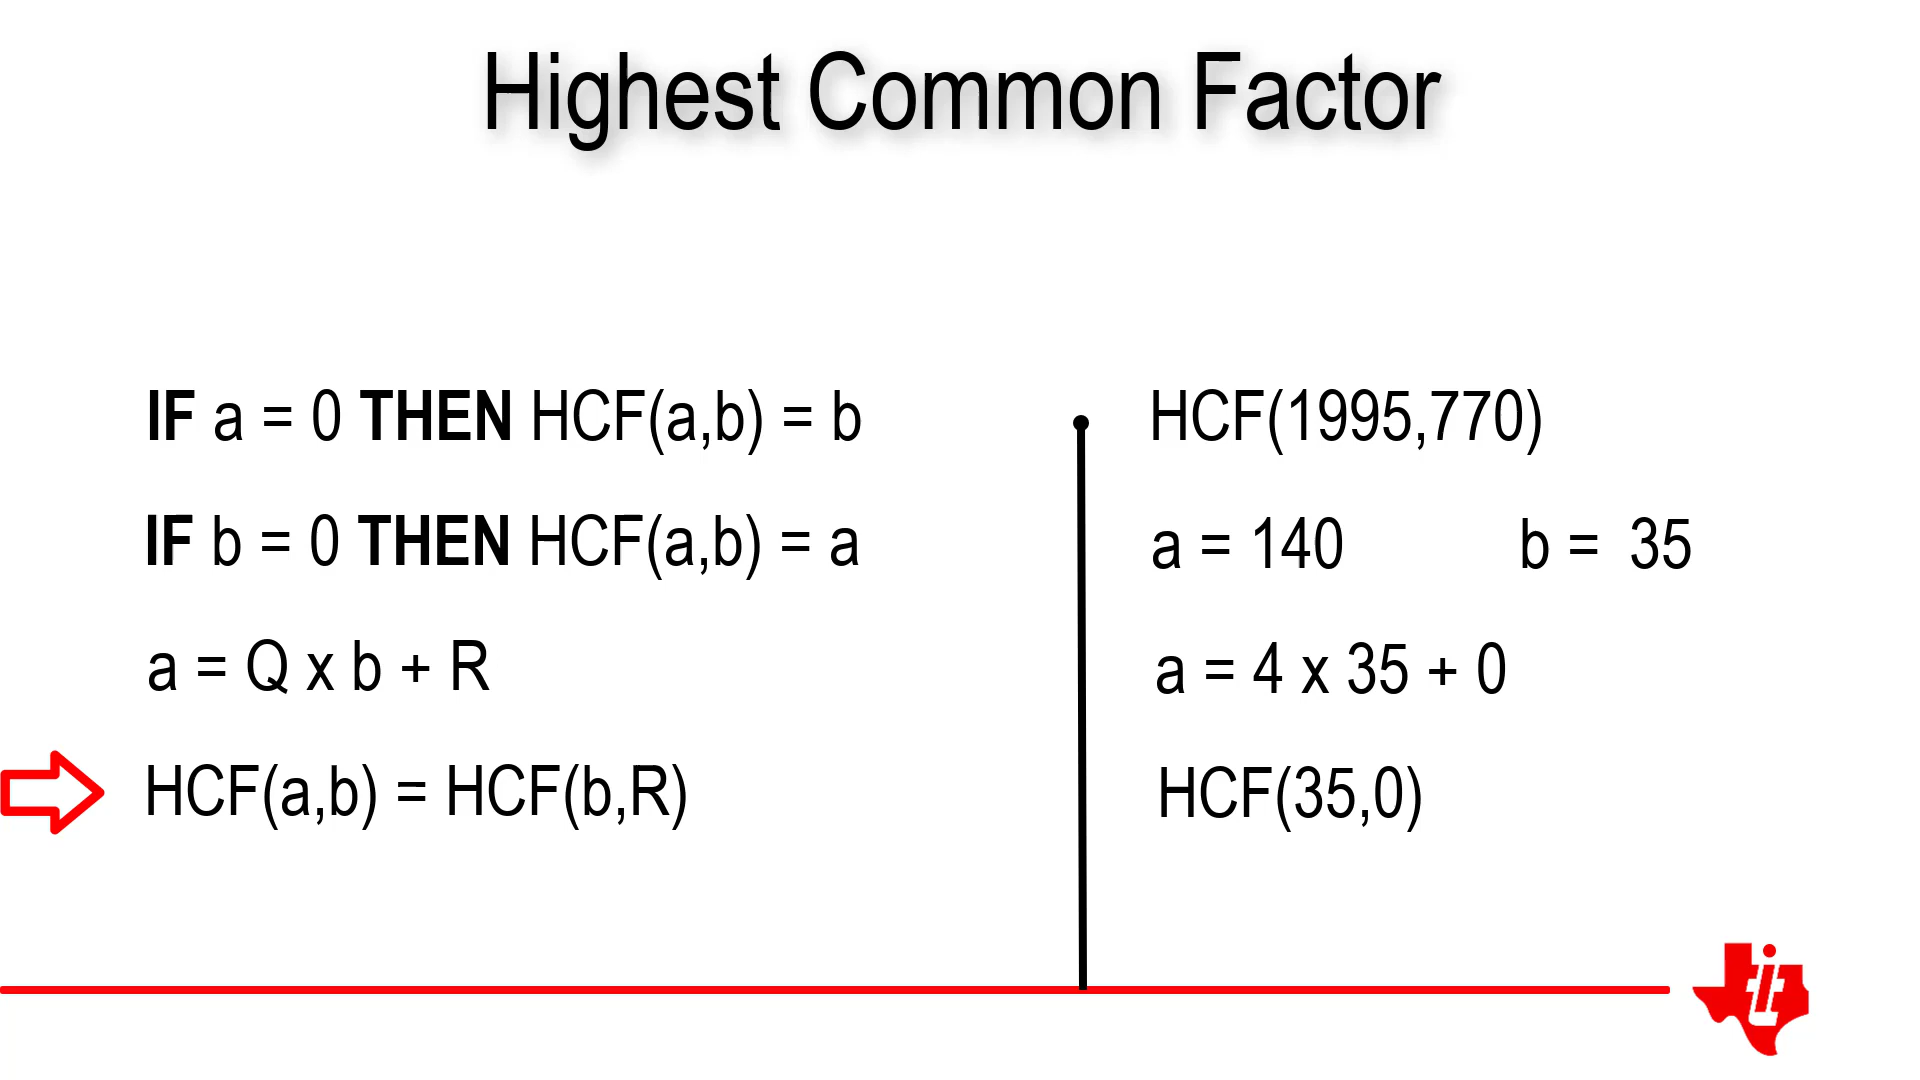 Highest Common Factor
IF a = 0 THEN HCF(a,b) = b
IF b = 0 THEN HCF(a,b) = a
a = Q x b + R
HCF(a,b) = HCF(b,R)
HCF(1995,770)
a = 140 b = 35
a = 4 x 35 + 0
HCF(35,0)